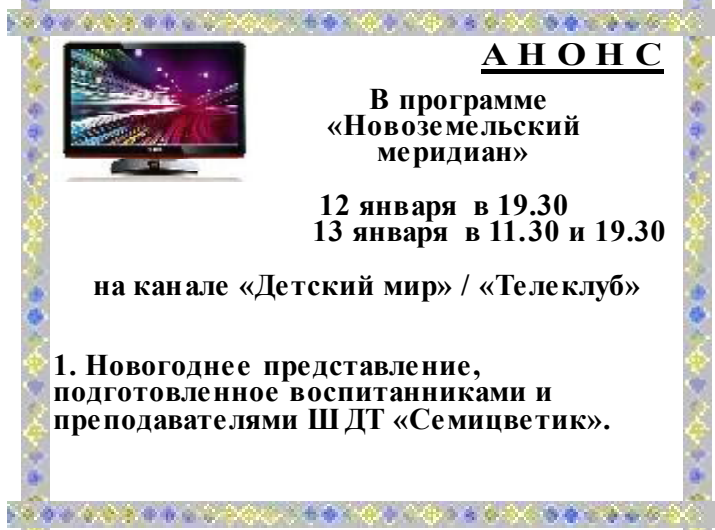 АНОНС
В программе
«Новоземельский
меридиан»
12 января в 19.30
13 января в 11.30 и 19.30
на канале «Детский мир» / «Телеклуб»
1. Новогоднее представление,
подготовленное воспитанниками и
преподавателями ШДТ «Семицветик».